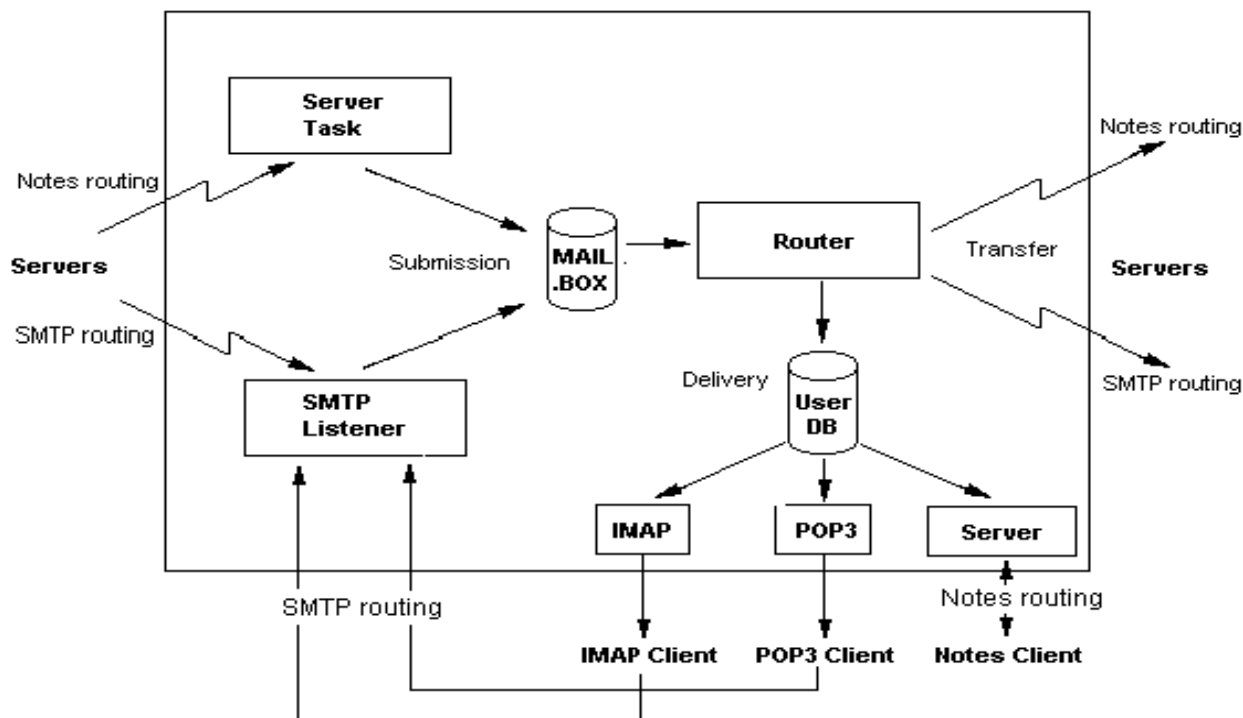 Server
Task
Notes routing
Notes routing
Servers
Submission
MAIL
.BOX
Router
Transfer
Servers
SMTP routing
SMTP
Listener
Delivery
User
DB
SMTP routing
IMAP
POP3
Server
SMTP routing
Notes routing
IMAP Client
POP3 Client
Notes Client